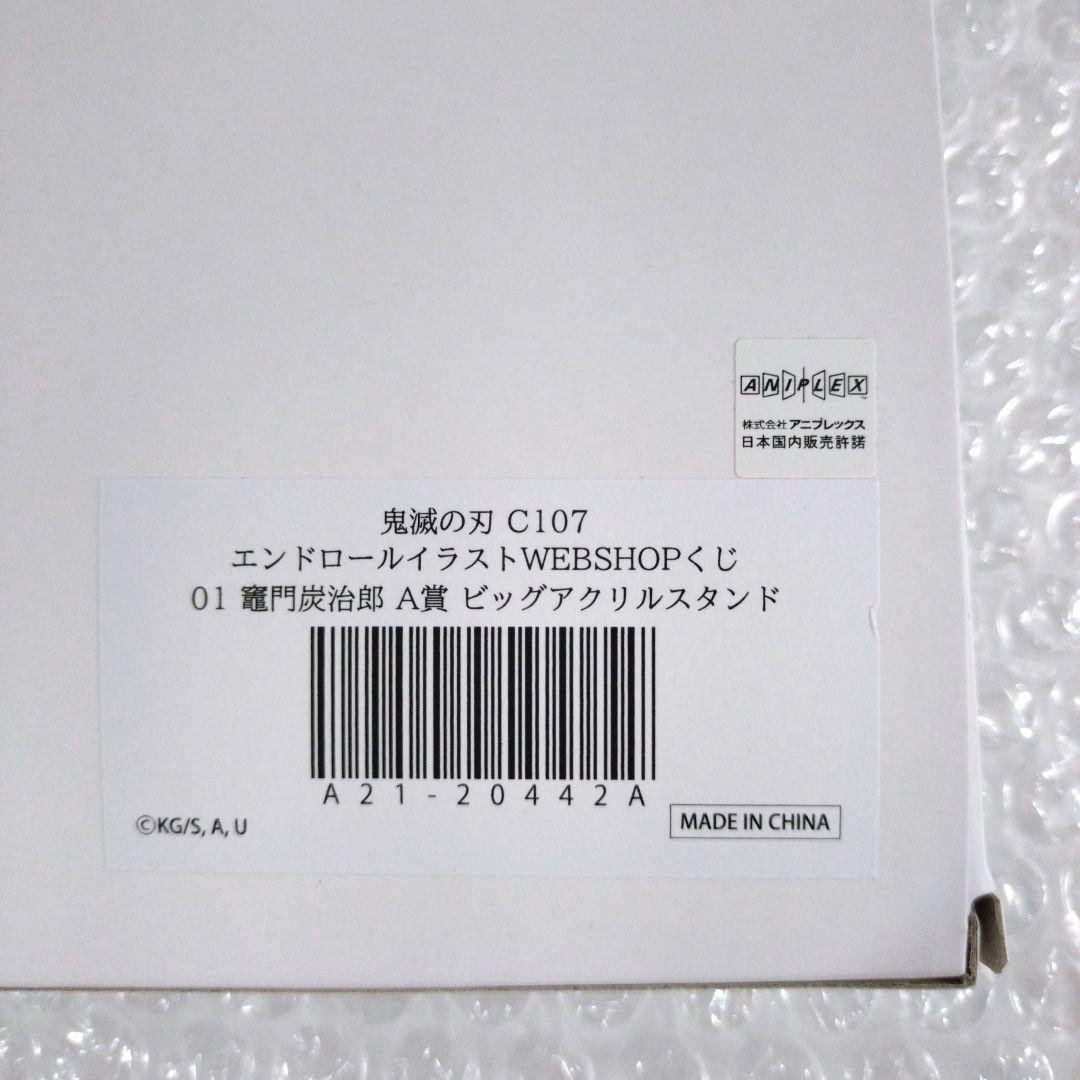 ANIPLEX
株式会社アニプレックス
日本国内販売許諾
鬼滅の刃 C107
エンドロールイラストWEBSHOPくじ
01 竈門炭治郎 A賞 ビッグアクリルスタンド
A21-20442A
©KG/S, A, U
MADE IN CHINA